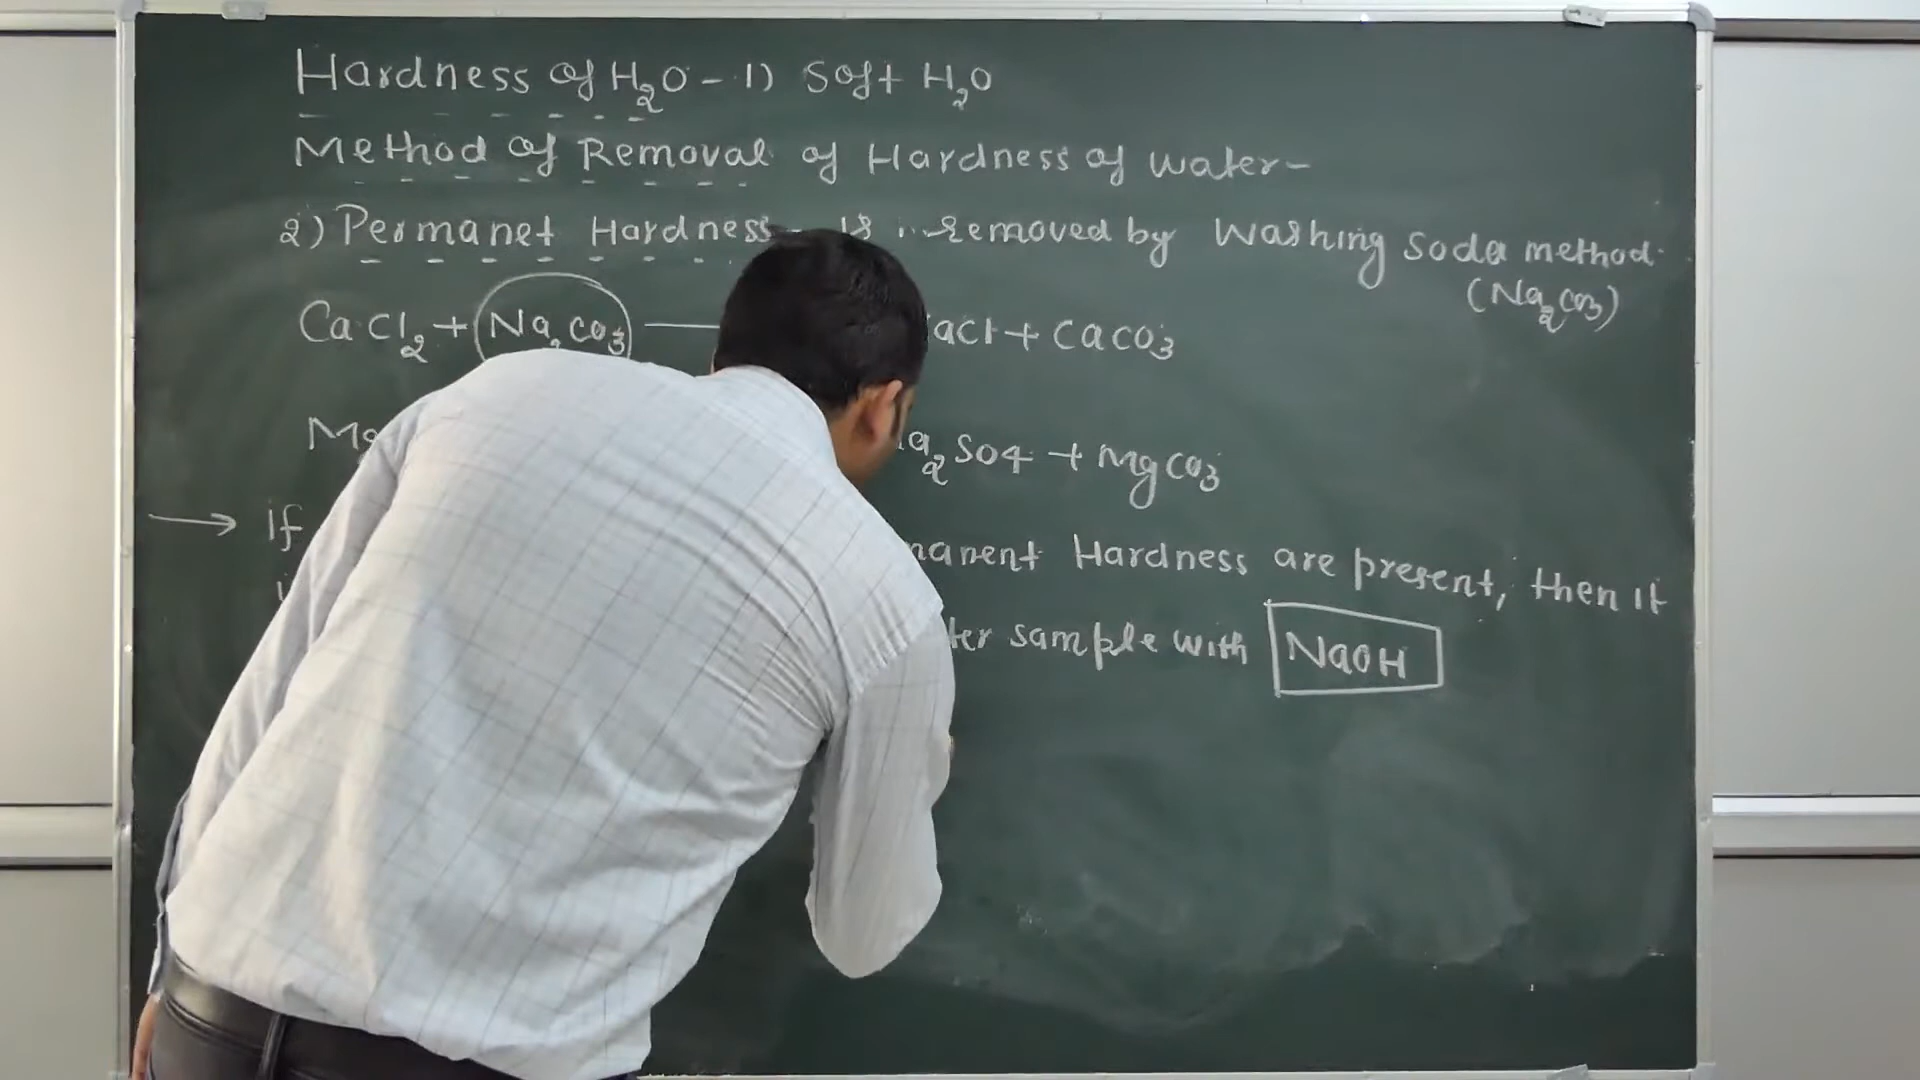 Hardness of H₂O - 1) Soft H₂O
Method of Removal of Hardness of water-
2) Permanet Hardness - is removed by washing soda method.
(Na₂CO₃)
CaCl₂ + Na₂CO₃ — aCl + CaCO₃
Mg a₂SO4 + MgCO₃
→ If manent Hardness are present, then it
ter sample with NaOH